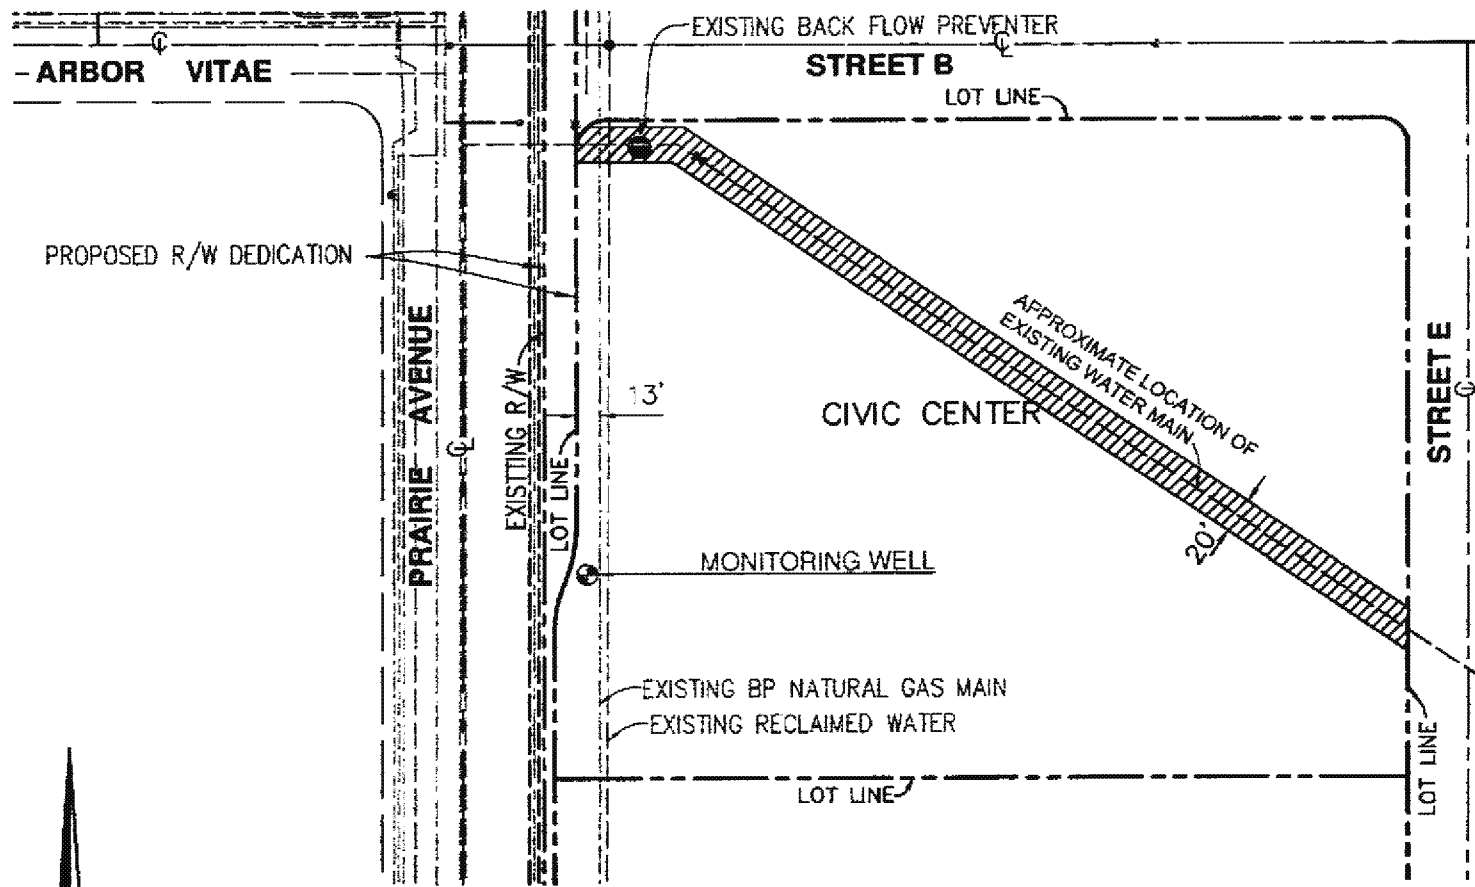 EXISTING BACK FLOW PREVENTER
ARBOR VITAE
STREET B
LOT LINE
PROPOSED R/W DEDICATION
PRAIRIE AVENUE
EXISTING R/W
LOT LINE
13'
CIVIC CENTER
APPROXIMATE LOCATION OF
EXISTING WATER MAIN
20'
STREET E
MONITORING WELL
EXISTING BP NATURAL GAS MAIN
EXISTING RECLAIMED WATER
LOT LINE
LOT LINE